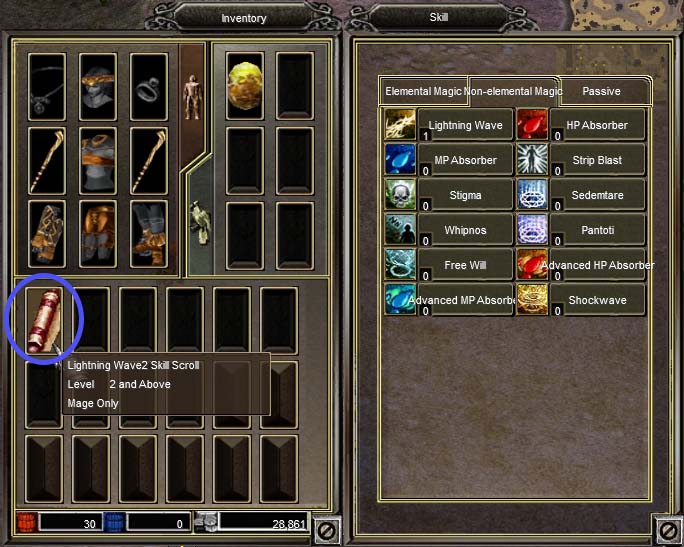 Inventory
Skill
Elemental Magic
Non-elemental Magic
Passive
1
Lightning Wave
0
HP Absorber
0
MP Absorber
0
Strip Blast
0
Stigma
0
Sedemtare
0
Whipnos
0
Pantoti
0
Free Will
0
Advanced HP Absorber
0
Advanced MP Absorbe
0
Shockwave
Lightning Wave2 Skill Scroll
Level 2 and Above
Mage Only
30
0
28,861